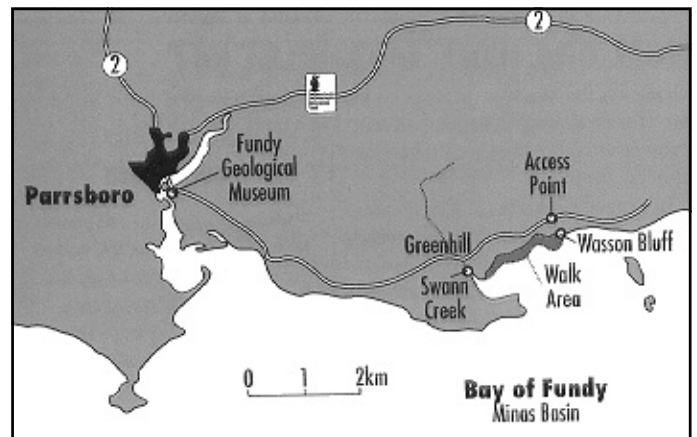 2
2
Fundy
Geological
Museum
Parrsboro
Access
Point
Greenhill
Wasson Bluff
Swann
Creek
Walk
Area
0 1 2km
Bay of Fundy
Minas Basin